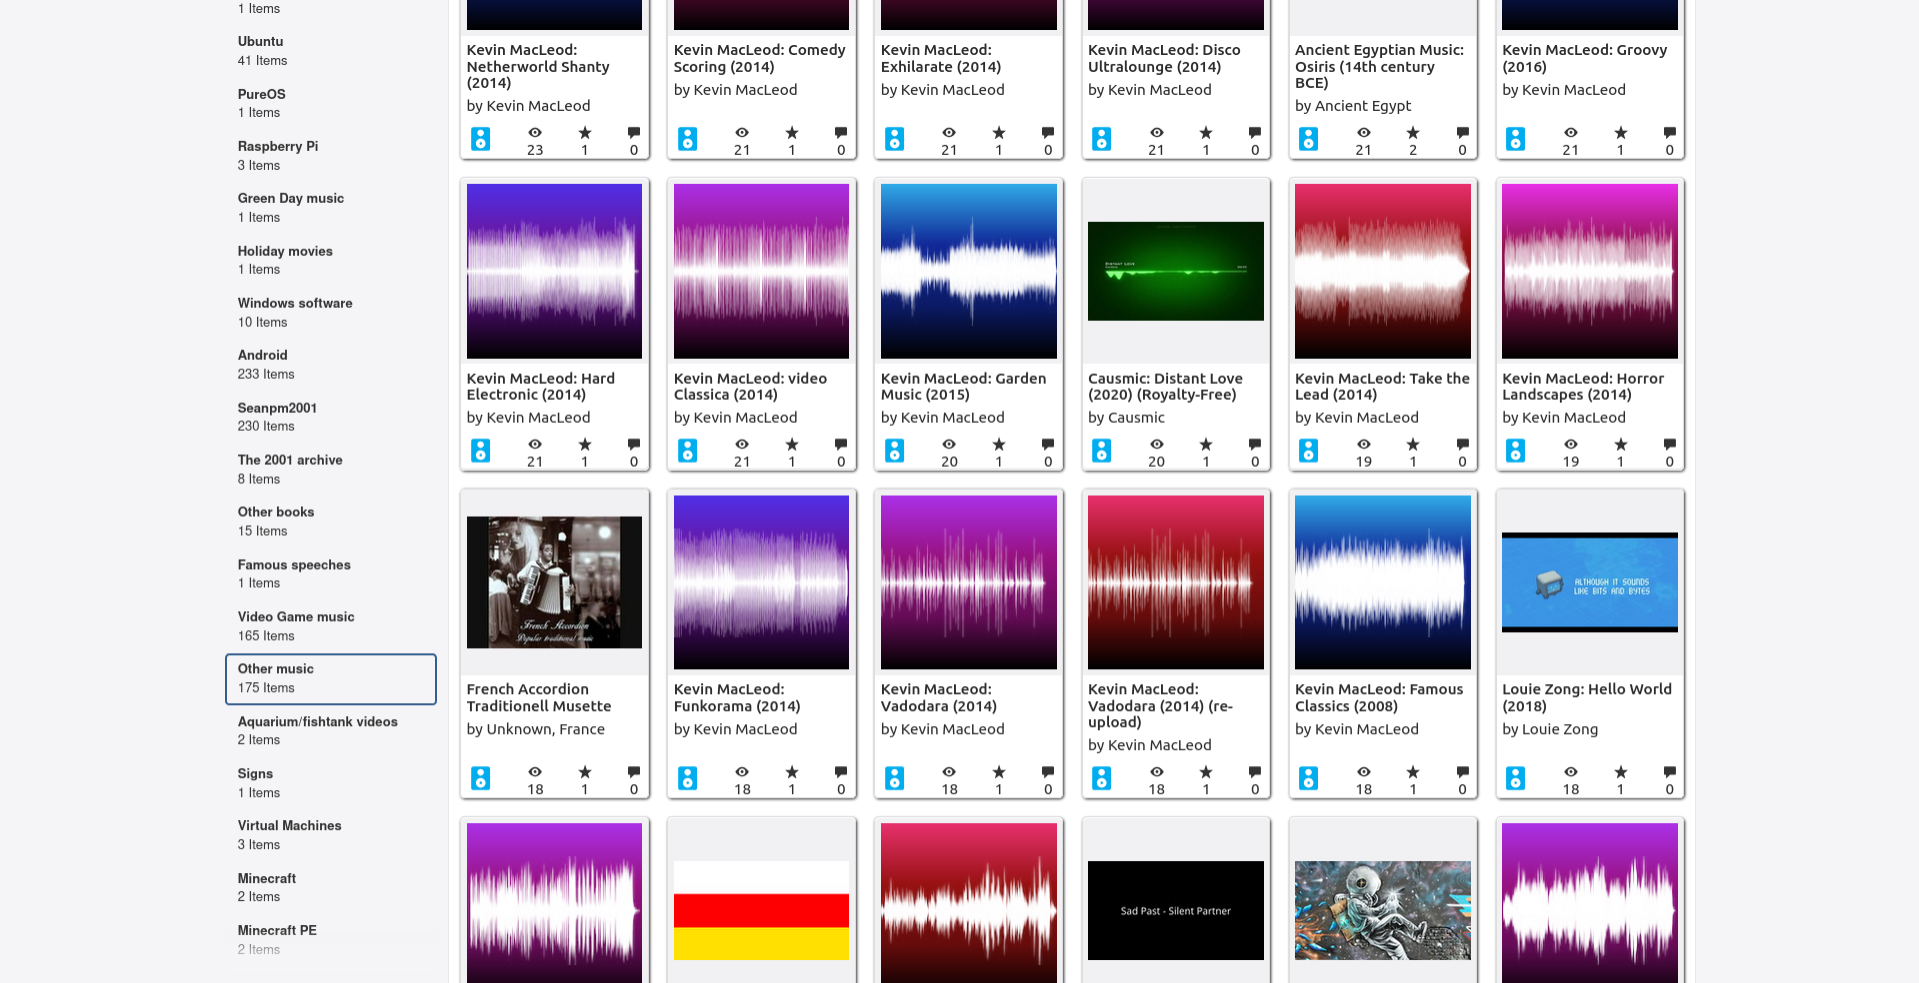 1 Items
Ubuntu
41 Items
PureOS
1 Items
Raspberry Pi
3 Items
Green Day music
1 Items
Holiday movies
1 Items
Windows software
10 Items
Android
233 Items
Seanpm2001
230 Items
The 2001 archive
8 Items
Other books
15 Items
Famous speeches
1 Items
Video Game music
165 Items
Other music
175 Items
Aquarium/fishtank videos
2 Items
Signs
1 Items
Virtual Machines
3 Items
Minecraft
2 Items
Minecraft PE
2 Items
Kevin MacLeod:
Netherworld Shanty
(2014)
by Kevin MacLeod
23 1 0
Kevin MacLeod: Comedy
Scoring (2014)
by Kevin MacLeod
21 1 0
Kevin MacLeod:
Exhilarate (2014)
by Kevin MacLeod
21 1 0
Kevin MacLeod: Disco
Ultralounge (2014)
by Kevin MacLeod
21 1 0
Ancient Egyptian Music:
Osiris (14th century
BCE)
by Ancient Egypt
21 2 0
Kevin MacLeod: Groovy
(2016)
by Kevin MacLeod
21 1 0
Kevin MacLeod: Hard
Electronic (2014)
by Kevin MacLeod
21 1 0
Kevin MacLeod: video
Classica (2014)
by Kevin MacLeod
21 1 0
Kevin MacLeod: Garden
Music (2015)
by Kevin MacLeod
20 1 0
Distant Love
Causmic: Distant Love
(2020) (Royalty-Free)
by Causmic
20 1 0
Kevin MacLeod: Take the
Lead (2014)
by Kevin MacLeod
19 1 0
Kevin MacLeod: Horror
Landscapes (2014)
by Kevin MacLeod
19 1 0
French Accordion
Popular traditional music
French Accordion
Traditionell Musette
by Unknown, France
18 1 0
Kevin MacLeod:
Funkorama (2014)
by Kevin MacLeod
18 1 0
Kevin MacLeod:
Vadodara (2014)
by Kevin MacLeod
18 1 0
Kevin MacLeod:
Vadodara (2014) (re-
upload)
by Kevin MacLeod
18 1 0
Kevin MacLeod: Famous
Classics (2008)
by Kevin MacLeod
18 1 0
ALTHOUGH IT SOUNDS
LIKE BITS AND BYTES
Louie Zong: Hello World
(2018)
by Louie Zong
18 1 0
Sad Past - Silent Partner